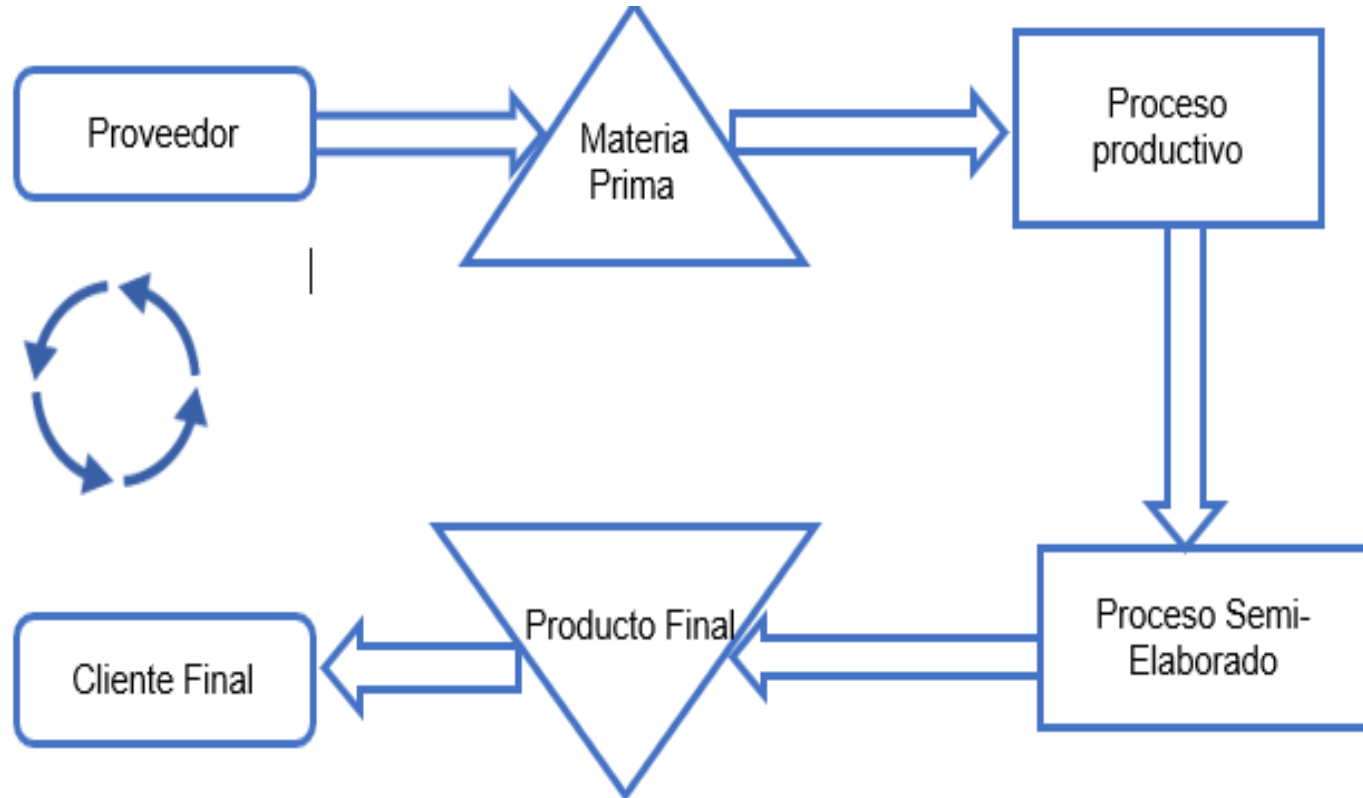 Proveedor
Materia
Prima
Proceso
productivo
Proceso Semi-
Elaborado
Producto Final
Cliente Final